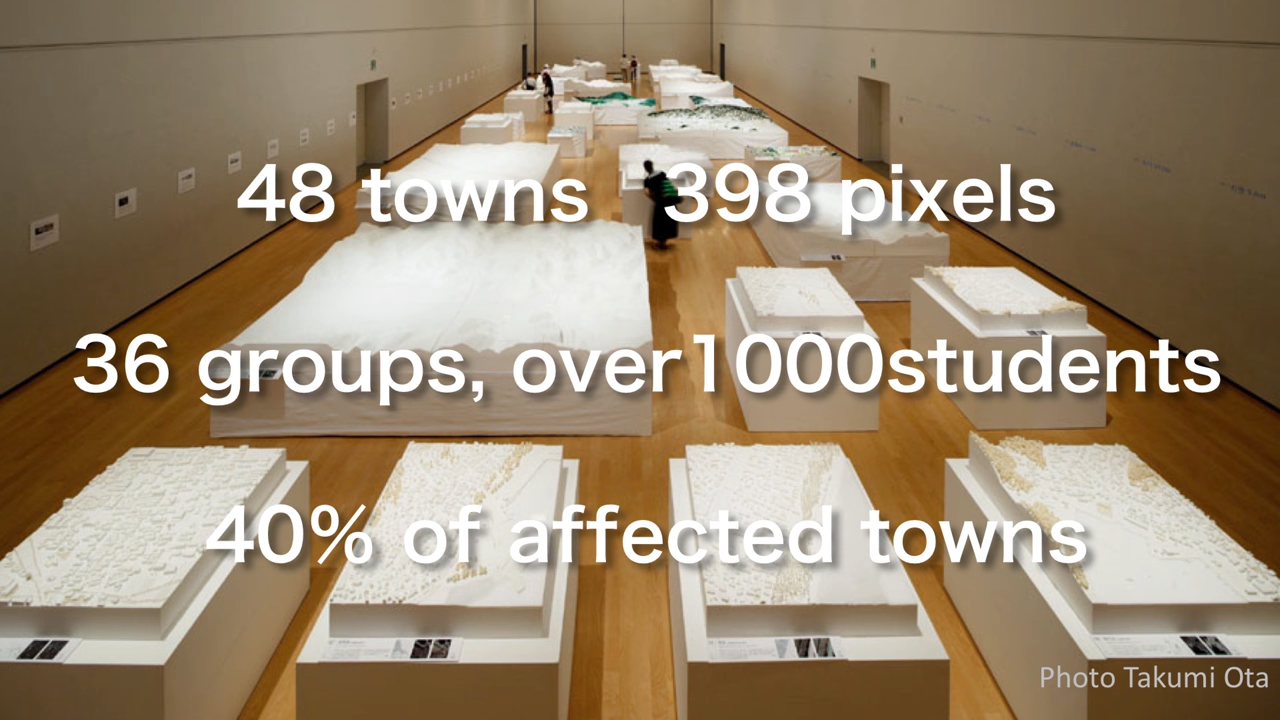 48 towns 398 pixels
36 groups, over1000students
40% of affected towns
Photo Takumi Ota